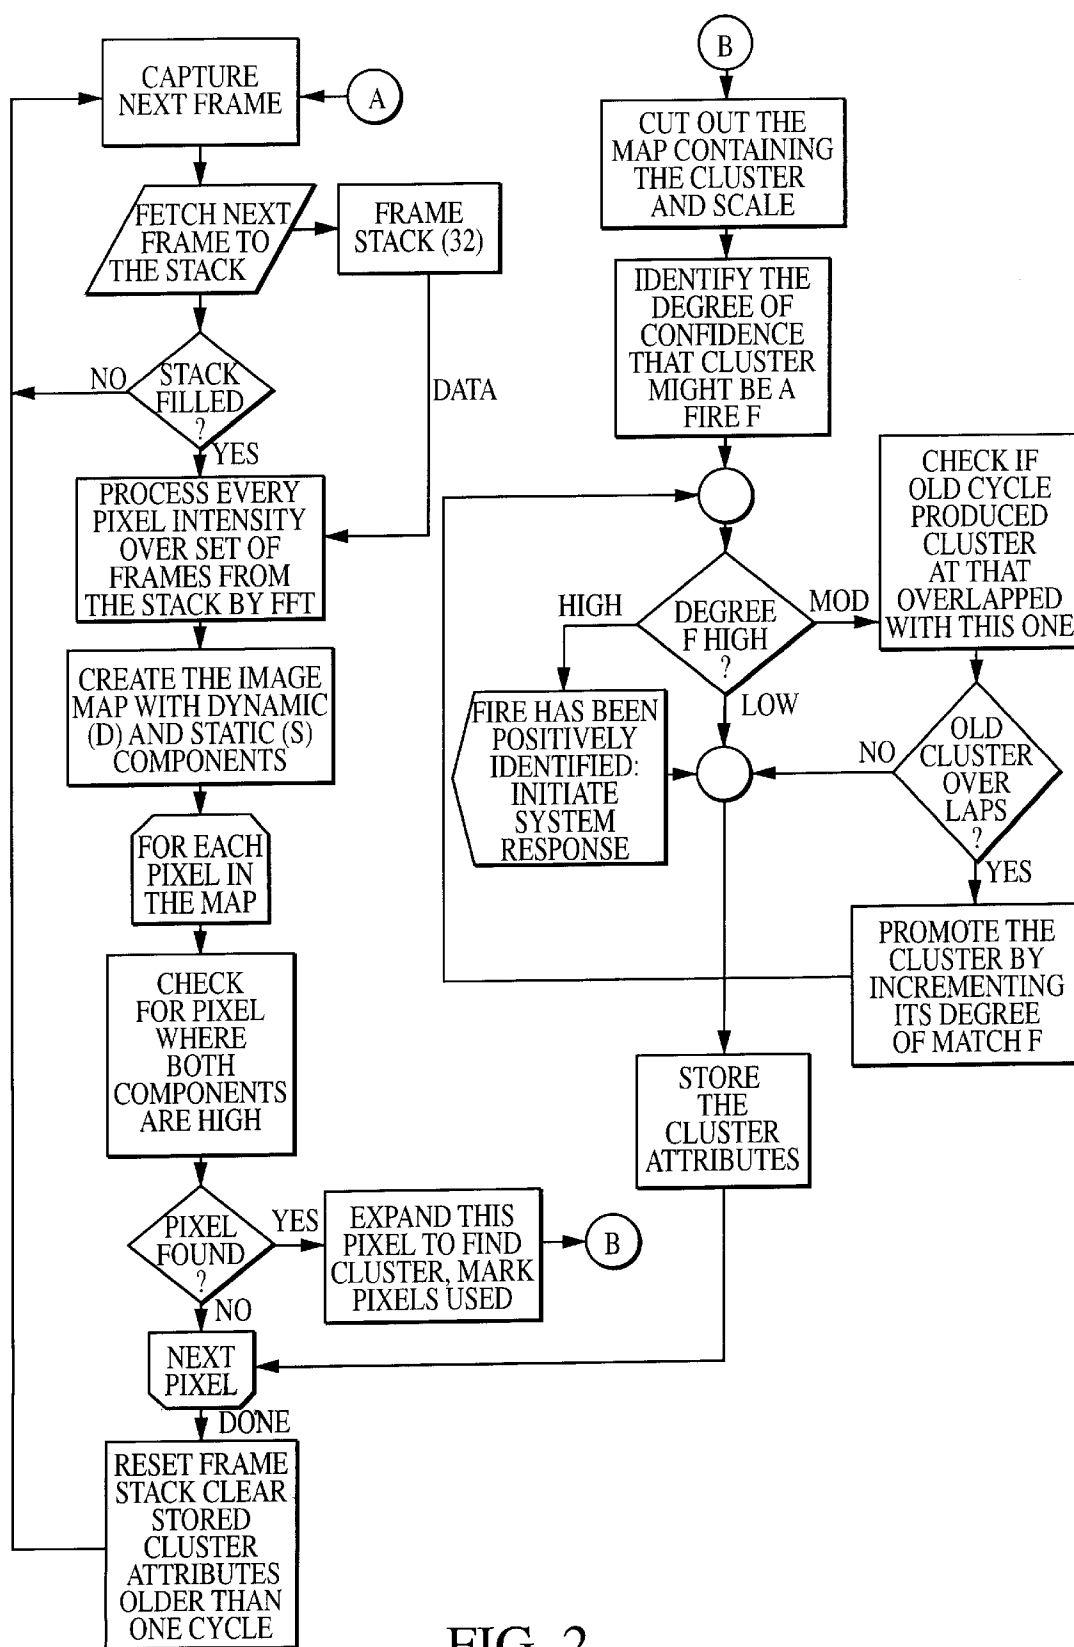 CAPTURE
NEXT FRAME
A
FETCH NEXT
FRAME TO
THE STACK
FRAME
STACK (32)
NO
STACK
FILLED
?
DATA
YES
PROCESS EVERY
PIXEL INTENSITY
OVER SET OF
FRAMES FROM
THE STACK BY FFT
CREATE THE IMAGE
MAP WITH DYNAMIC
(D) AND STATIC (S)
COMPONENTS
FOR EACH
PIXEL IN
THE MAP
CHECK
FOR PIXEL
WHERE
BOTH
COMPONENTS
ARE HIGH
PIXEL
FOUND
?
YES
EXPAND THIS
PIXEL TO FIND
CLUSTER, MARK
PIXELS USED
B
NO
NEXT
PIXEL
DONE
RESET FRAME
STACK CLEAR
STORED
CLUSTER
ATTRIBUTES
OLDER THAN
ONE CYCLE
B
CUT OUT THE
MAP CONTAINING
THE CLUSTER
AND SCALE
IDENTIFY THE
DEGREE OF
CONFIDENCE
THAT CLUSTER
MIGHT BE A
FIRE F
HIGH
DEGREE
F HIGH
?
MOD
LOW
CHECK IF
OLD CYCLE
PRODUCED
CLUSTER
AT THAT
OVERLAPPED
WITH THIS ONE
FIRE HAS BEEN
POSITIVELY
IDENTIFIED:
INITIATE
SYSTEM
RESPONSE
NO
OLD
CLUSTER
OVER
LAPS
?
YES
PROMOTE THE
CLUSTER BY
INCREMENTING
ITS DEGREE
OF MATCH F
STORE
THE
CLUSTER
ATTRIBUTES
FIG. 2